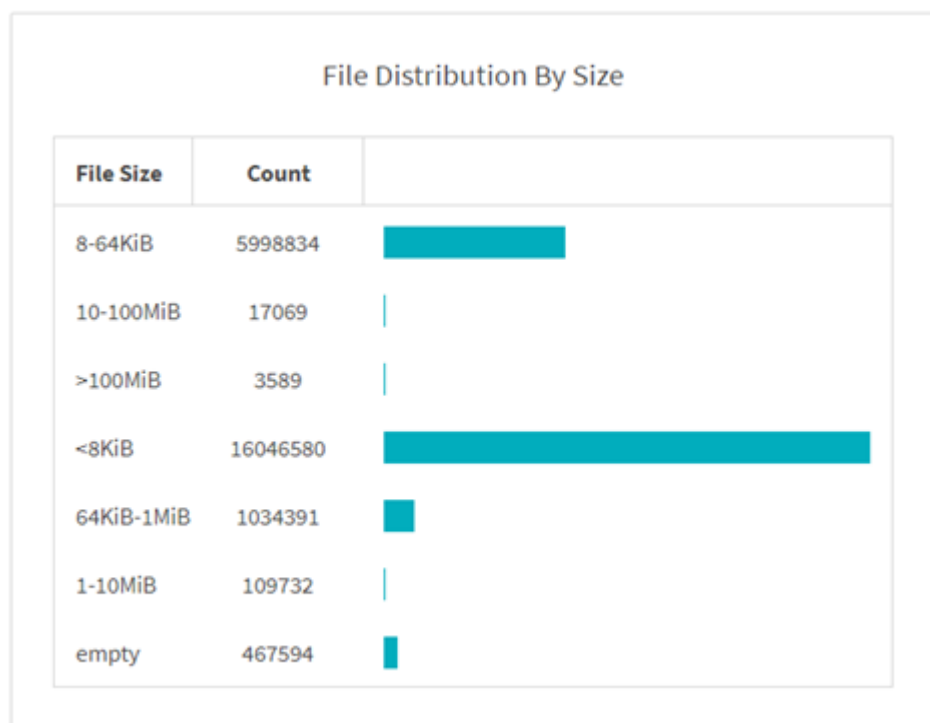 File Distribution By Size
File Size Count
8-64KiB 5998834
10-100MiB 17069
>100MiB 3589
<8KiB 16046580
64KiB-1MiB 1034391
1-10MiB 109732
empty 467594